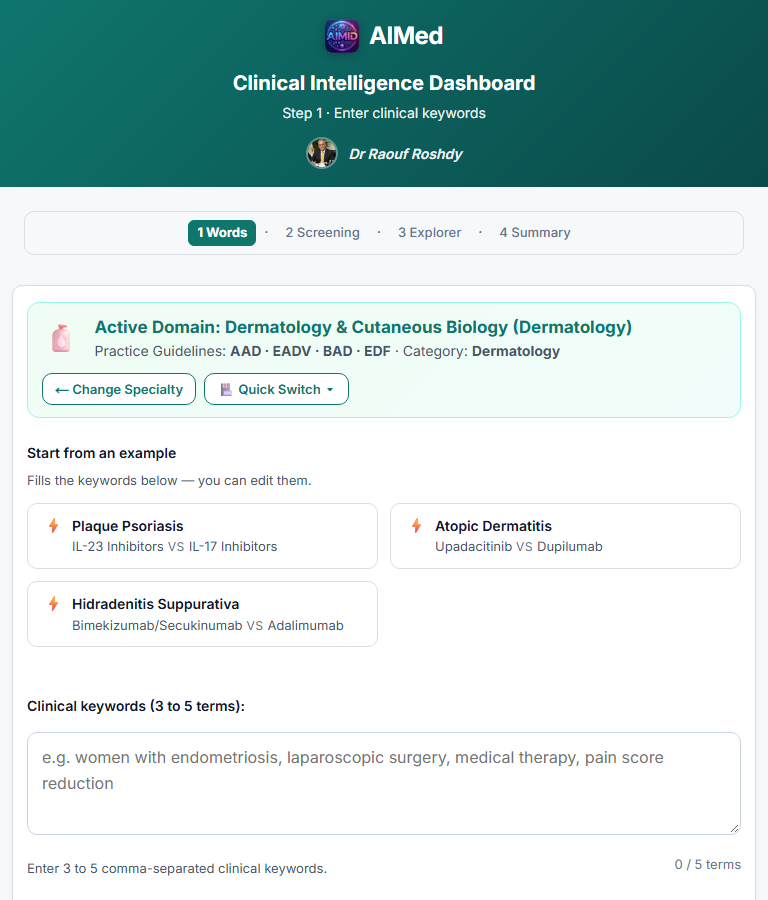 AIMID
AIMed
Clinical Intelligence Dashboard
Step 1 · Enter clinical keywords
Dr Raouf Roshdy
1 Words · 2 Screening · 3 Explorer · 4 Summary
Active Domain: Dermatology & Cutaneous Biology (Dermatology)
Practice Guidelines: AAD · EADV · BAD · EDF · Category: Dermatology
← Change Specialty
Quick Switch
Start from an example
Fills the keywords below — you can edit them.
Plaque Psoriasis
IL-23 Inhibitors VS IL-17 Inhibitors
Atopic Dermatitis
Upadacitinib VS Dupilumab
Hidradenitis Suppurativa
Bimekizumab/Secukinumab VS Adalimumab
Clinical keywords (3 to 5 terms):
e.g. women with endometriosis, laparoscopic surgery, medical therapy, pain score
reduction
Enter 3 to 5 comma-separated clinical keywords.
0 / 5 terms